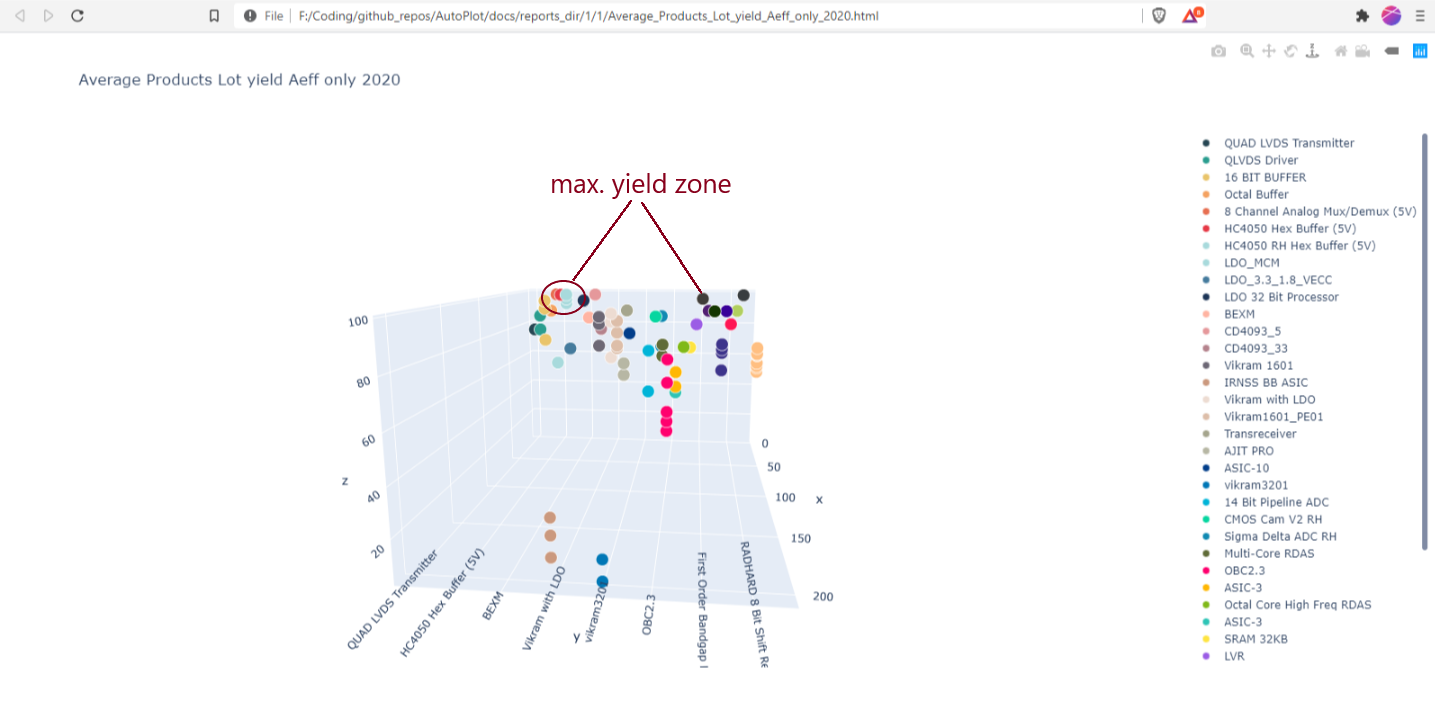 File F:/Coding/github_repos/AutoPlot/docs/reports_dir/1/1/Average_Products_Lot_yield_Aeff_only_2020.html
8
Average Products Lot yield Aeff only 2020
max. yield zone
100
80
60
40
20
z
0
50
100
150
200
x
QUAD LVDS Transmitter
HC4050 Hex Buffer (5V)
BEXM
Vikram with LDO
vikram3201
OBC2.3
First Order Bandgap
RADHARD 8 Bit Shift Re
y
QUAD LVDS Transmitter
QLVDS Driver
16 BIT BUFFER
Octal Buffer
8 Channel Analog Mux/Demux (5V)
HC4050 Hex Buffer (5V)
HC4050 RH Hex Buffer (5V)
LDO_MCM
LDO_3.3_1.8_VECC
LDO 32 Bit Processor
BEXM
CD4093_5
CD4093_33
Vikram 1601
IRNSS BB ASIC
Vikram with LDO
Vikram1601_PE01
Transreceiver
AJIT PRO
ASIC-10
vikram3201
14 Bit Pipeline ADC
CMOS Cam V2 RH
Sigma Delta ADC RH
Multi-Core RDAS
OBC2.3
ASIC-3
Octal Core High Freq RDAS
ASIC-3
SRAM 32KB
LVR